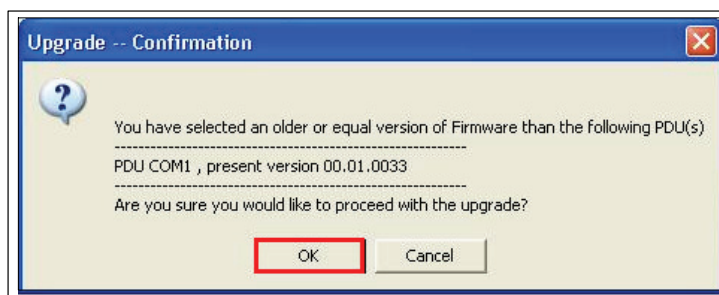 Upgrade -- Confirmation
?
You have selected an older or equal version of Firmware than the following PDU(s)
------------------------------------------------------------
PDU COM1 , present version 00.01.0033
------------------------------------------------------------
Are you sure you would like to proceed with the upgrade?
OK Cancel